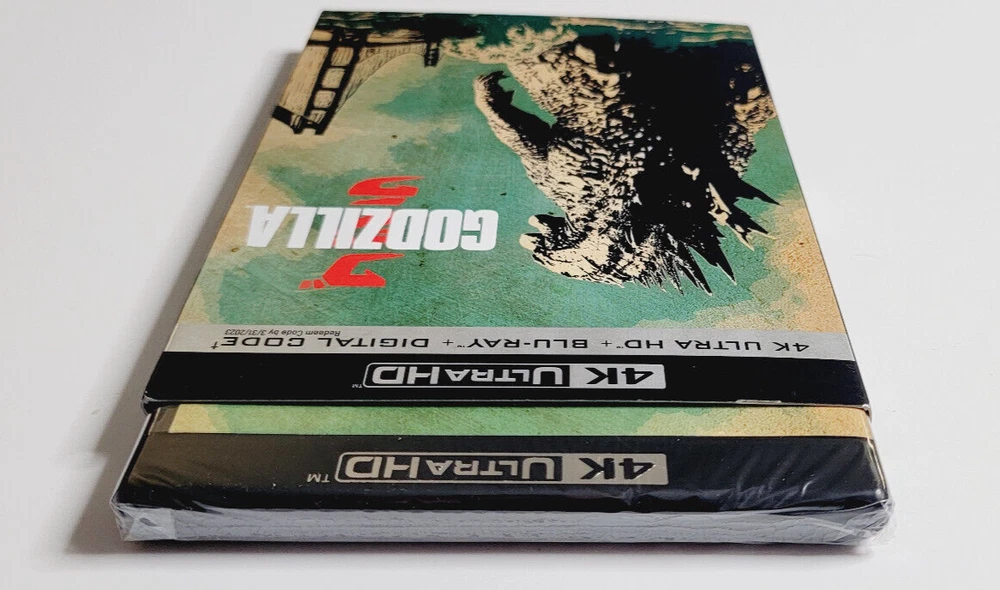 4K ULTRA HD™
4K ULTRA HD™
4K ULTRA HD™ + BLU-RAY™ + DIGITAL CODE†
Redeem Code by 3/31/2023
GODZILLA